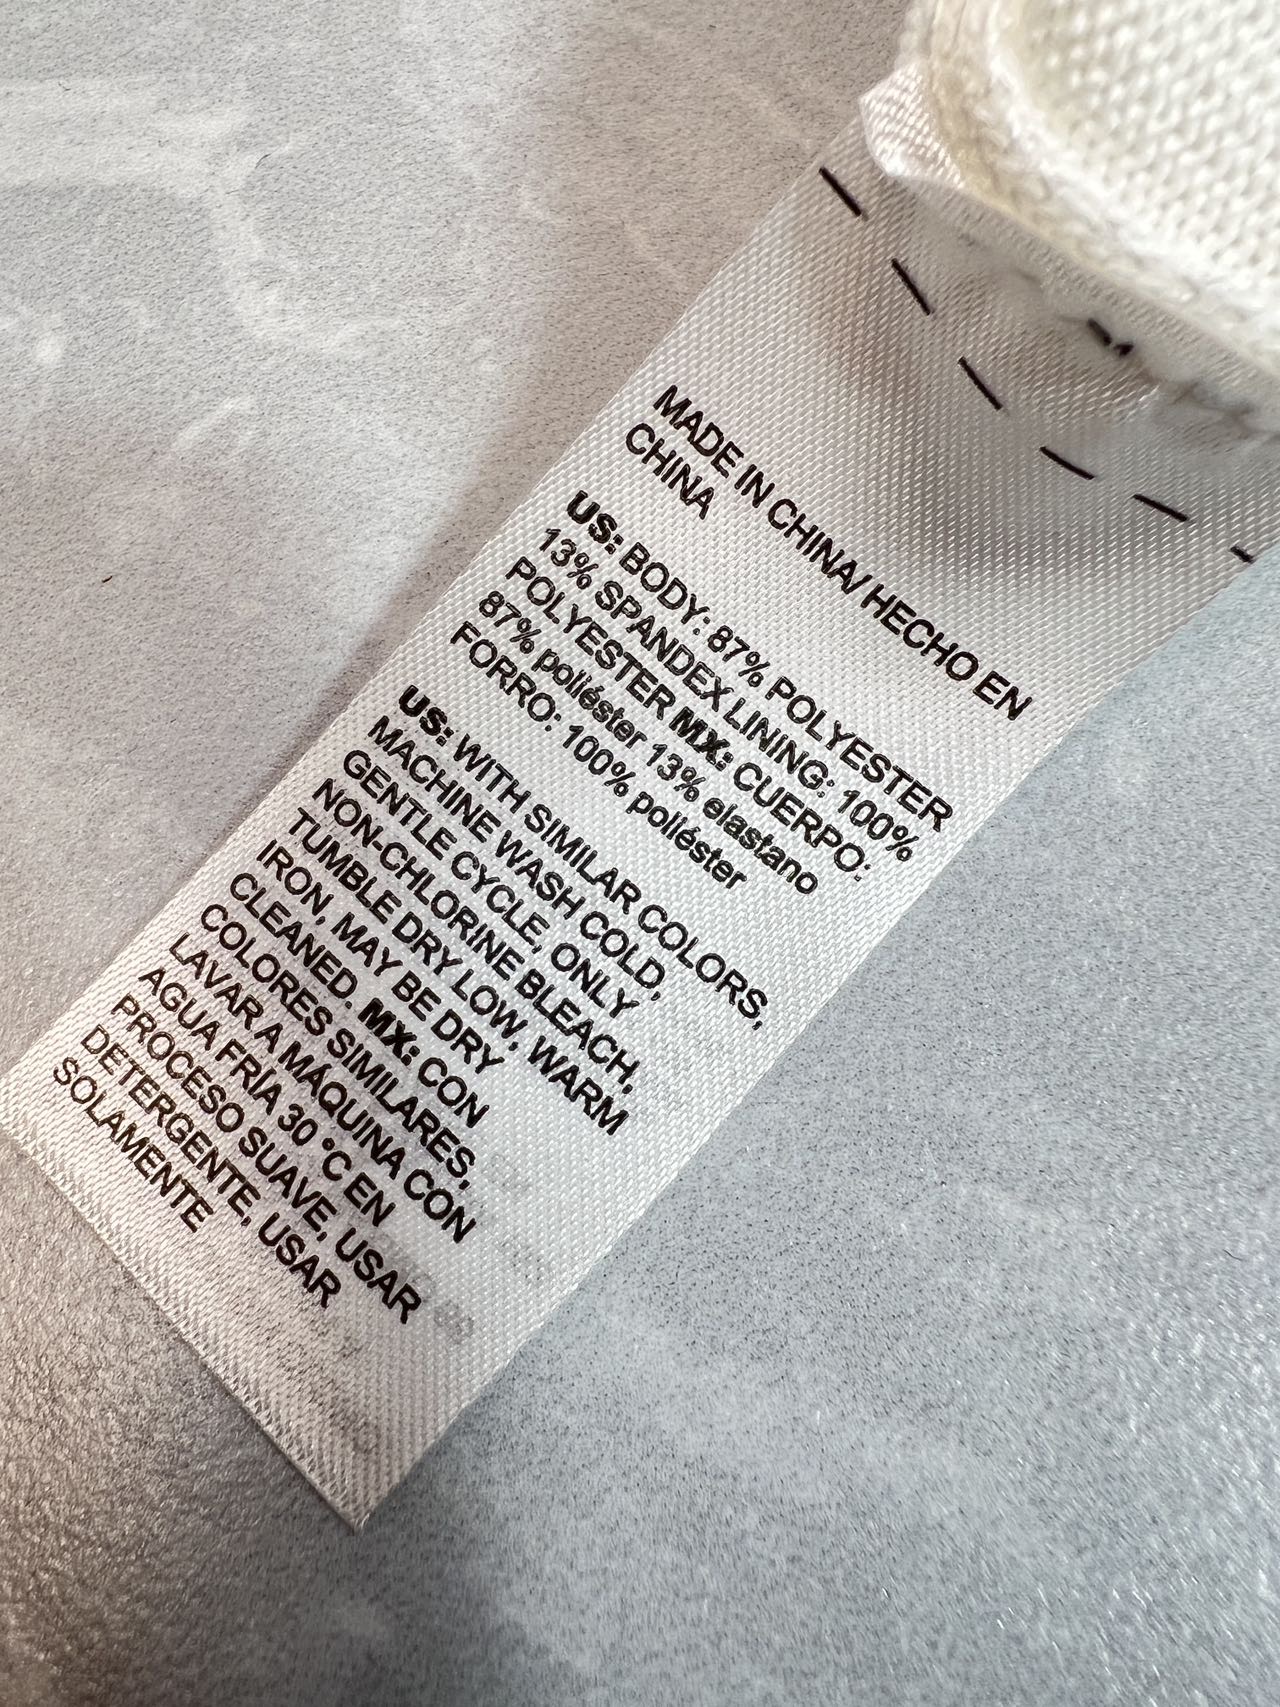 MADE IN CHINA/ HECHO EN
CHINA
US: BODY: 87% POLYESTER
13% SPANDEX LINING: 100%
POLYESTER MX: CUERPO:
87% poliéster 13% elastano
FORRO: 100% poliéster
US: WITH SIMILAR COLORS,
MACHINE WASH COLD,
GENTLE CYCLE, ONLY
NON-CHLORINE BLEACH,
TUMBLE DRY LOW, WARM
IRON, MAY BE DRY
CLEANED. MX: CON
COLORES SIMILARES,
LAVAR A MÁQUINA CON
AGUA FRÍA 30 °C EN
PROCESO SUAVE, USAR
DETERGENTE, USAR
SOLAMENTE